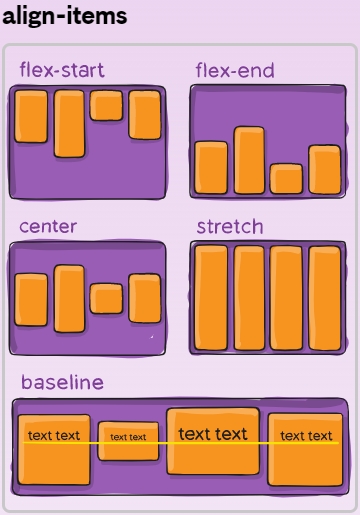 align-items
flex-start
flex-end
center
stretch
baseline
text text
text text
text text
text text